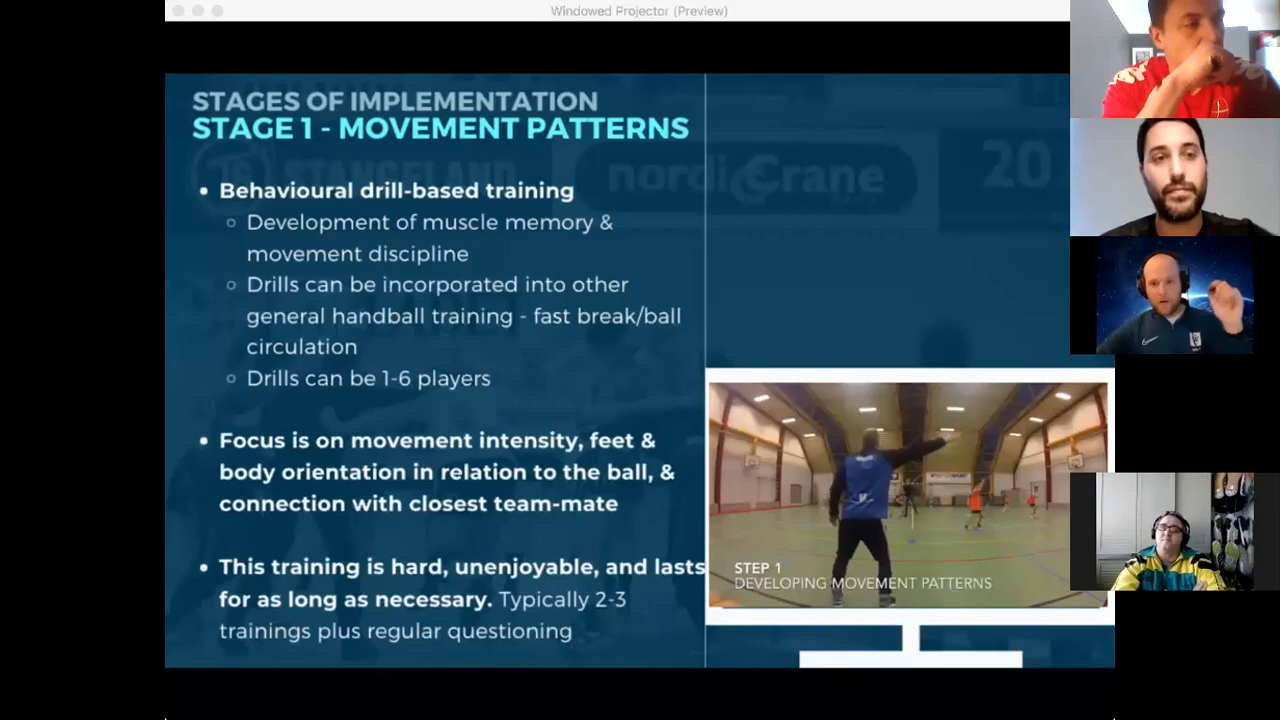 Windowed Projector (Preview)
STAGES OF IMPLEMENTATION
STAGE 1 - MOVEMENT PATTERNS
STANGELAND
nordic Crane
20
Behavioural drill-based training
Development of muscle memory &
movement discipline
Drills can be incorporated into other
general handball training - fast break/ball
circulation
Drills can be 1-6 players
Focus is on movement intensity, feet &
body orientation in relation to the ball, &
connection with closest team-mate
This training is hard, unenjoyable, and lasts
for as long as necessary. Typically 2-3
trainings plus regular questioning
STEP 1
DEVELOPING MOVEMENT PATTERNS